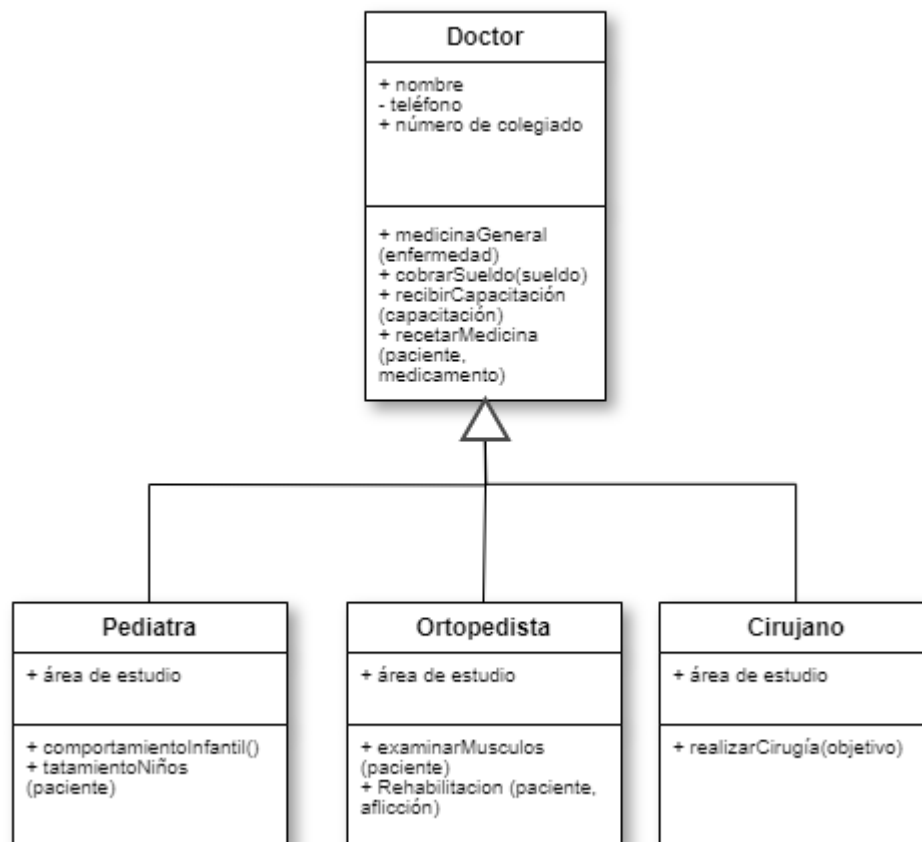 Doctor
+ nombre
- teléfono
+ número de colegiado
+ medicinaGeneral
(enfermedad)
+ cobrarSueldo(sueldo)
+ recibirCapacitación
(capacitación)
+ recetarMedicina
(paciente,
medicamento)
Pediatra
+ área de estudio
+ comportamientoInfantil()
+ tatamientoNiños
(paciente)
Ortopedista
+ área de estudio
+ examinarMusculos
(paciente)
+ Rehabilitacion (paciente,
aflicción)
Cirujano
+ área de estudio
+ realizarCirugía(objetivo)